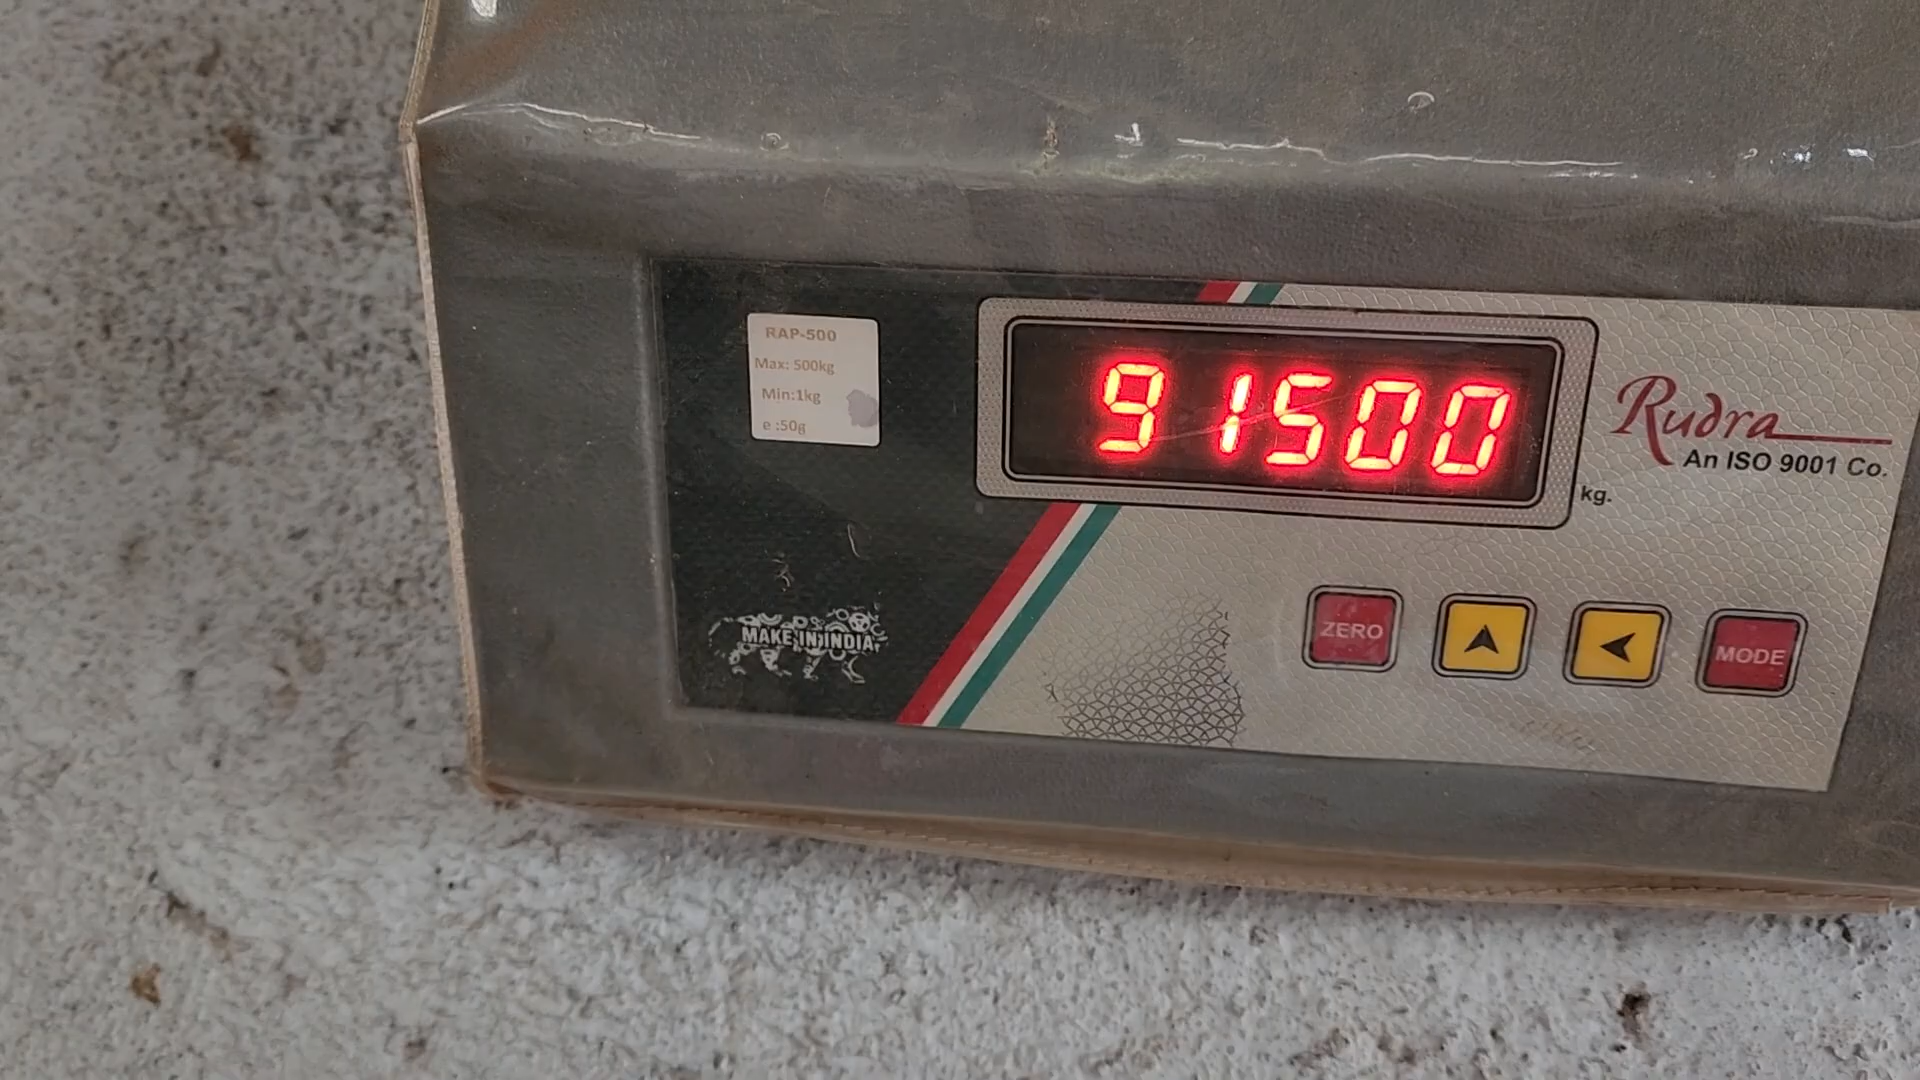 RAP-500
Max: 500kg
Min:1kg
e :50g
91500
kg.
Rudra
An ISO 9001 Co.
MAKE IN INDIA
ZERO
MODE